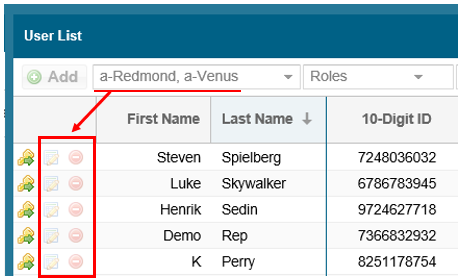 User List
Add a-Redmond, a-Venus Roles
First Name Last Name 10-Digit ID
Steven Spielberg 7248036032
Luke Skywalker 6786783945
Henrik Sedin 9724627718
Demo Rep 7366832932
K Perry 8251178754